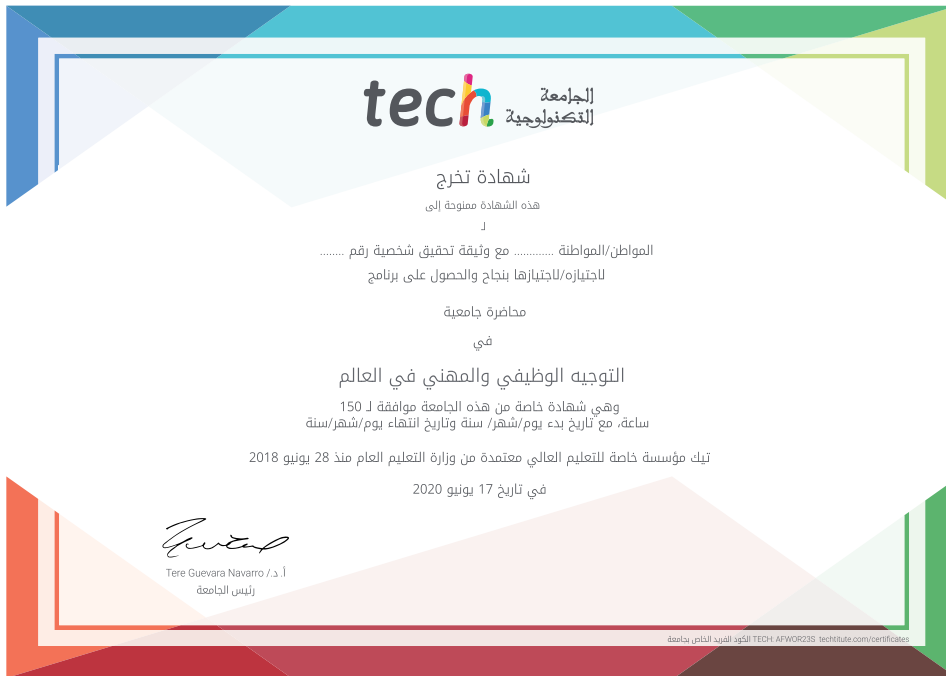 tech الجامعة
التكنولوجية
شهادة تخرج
هذه الشهادة ممنوحة إلى
لـ
المواطن/المواطنة ............ مع وثيقة تحقيق شخصية رقم ........
لاجتيازه/لاجتيازها بنجاح والحصول على برنامج
محاضرة جامعية
في
التوجيه الوظيفي والمهني في العالم
وهي شهادة خاصة من هذه الجامعة موافقة لـ 150
ساعة، مع تاريخ بدء يوم/شهر/ سنة وتاريخ انتهاء يوم/شهر/سنة
تيك مؤسسة خاصة للتعليم العالي معتمدة من وزارة التعليم العام منذ 28 يونيو 2018
في تاريخ 17 يونيو 2020
أ. د./ Tere Guevara Navarro
رئيس الجامعة
الكود الفريد الخاص بجامعة TECH: AFWOR23S techtitute.com/certificates